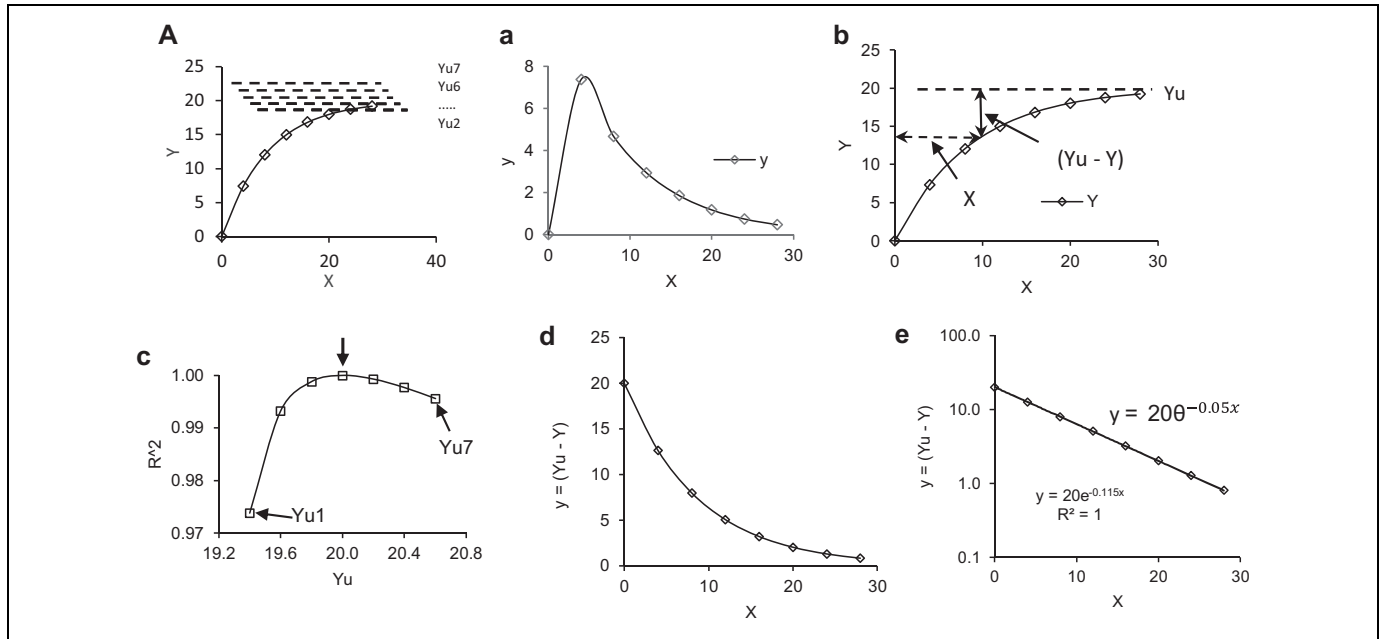 A
25
20
15
10
5
0
Y
0
20
40
X
Yu7
Yu6
.....
Yu2
a
8
6
4
2
0
y
y
0
10
20
30
X
b
25
20
15
10
5
0
Y
Yu
(Yu - Y)
X
Y
0
10
20
30
X
c
1.00
0.99
0.98
0.97
R^2
Yu7
Yu1
19.2
19.6
20.0
20.4
20.8
Yu
d
25
20
15
10
5
0
y = (Yu - Y)
0
10
20
30
X
e
100.0
10.0
1.0
0.1
y = (Yu - Y)
y = 20θ^−0.05x
y = 20e^-0.115x
R² = 1
0
10
20
30
X